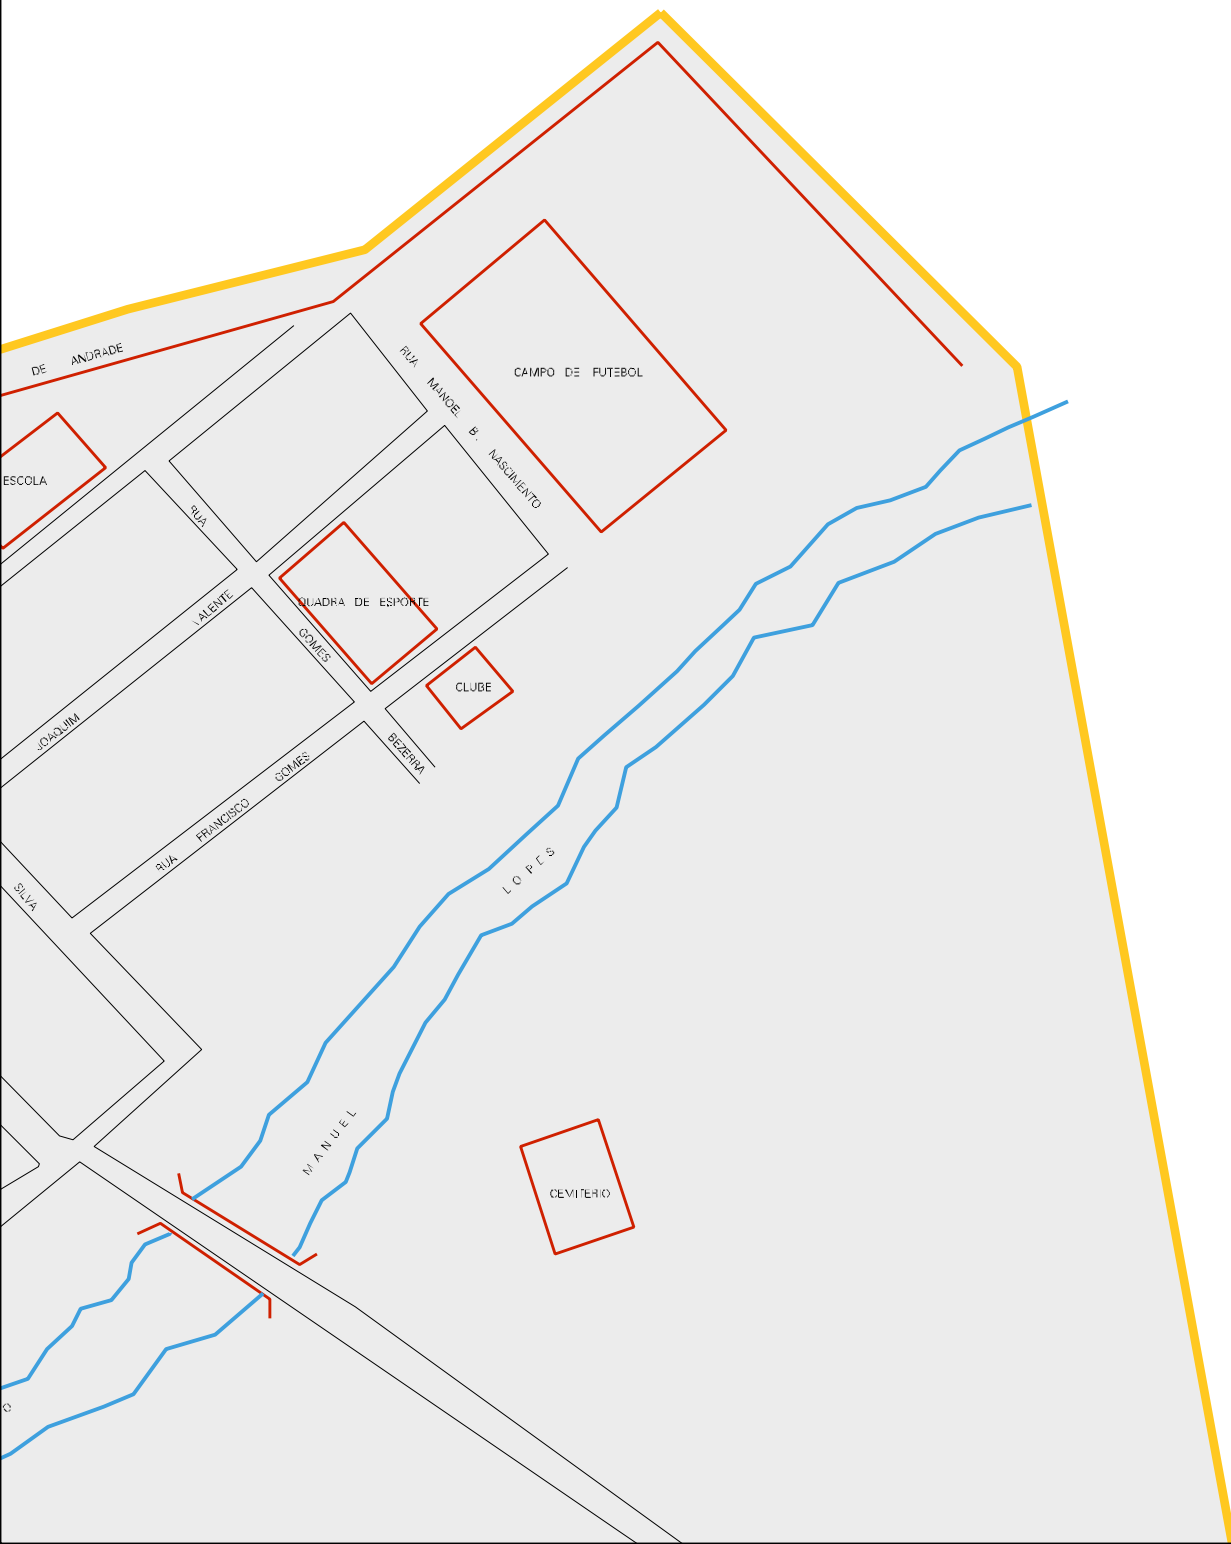 DE ANDRADE
RUA MANOEL B. NASCIMENTO
CAMPO DE FUTEBOL
ESCOLA
RUA GOMES BEZERRA
QUADRA DE ESPORTE
JOAQUIM VALENTE
CLUBE
RUA FRANCISCO GOMES
SILVA
MANUEL LOPES
CEMITERIO
O